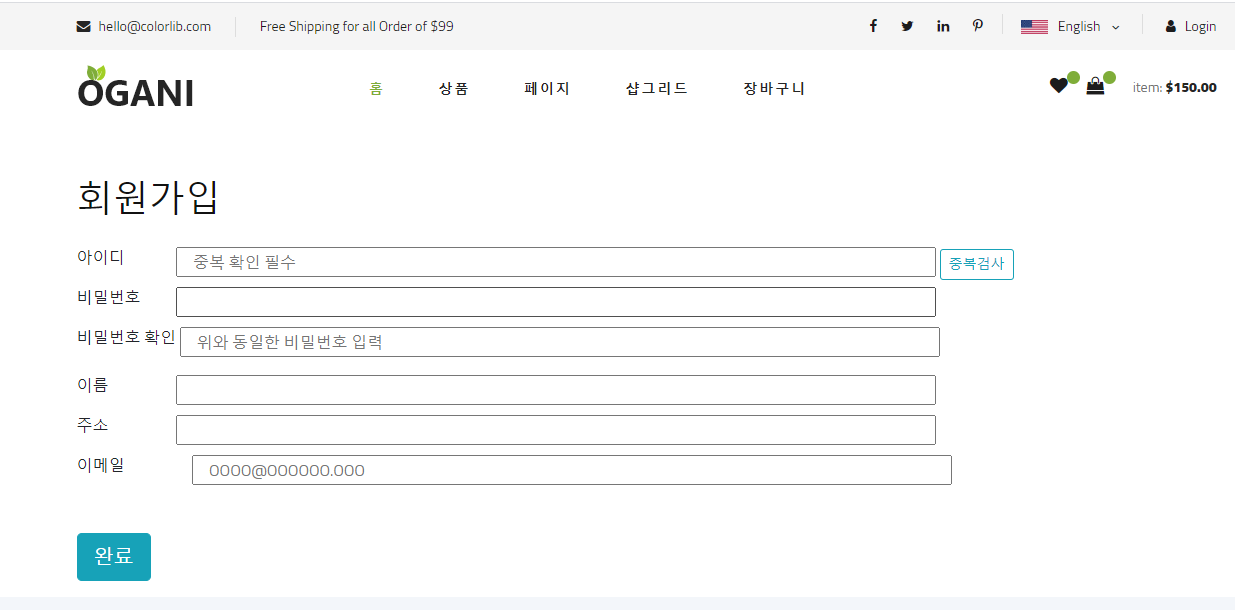 hello@colorlib.com Free Shipping for all Order of $99 English Login
OGANI 홈 상품 페이지 샵그리드 장바구니 item: $150.00
회원가입
아이디 중복 확인 필수 중복검사
비밀번호
비밀번호 확인 위와 동일한 비밀번호 입력
이름
주소
이메일 0000@000000.000
완료